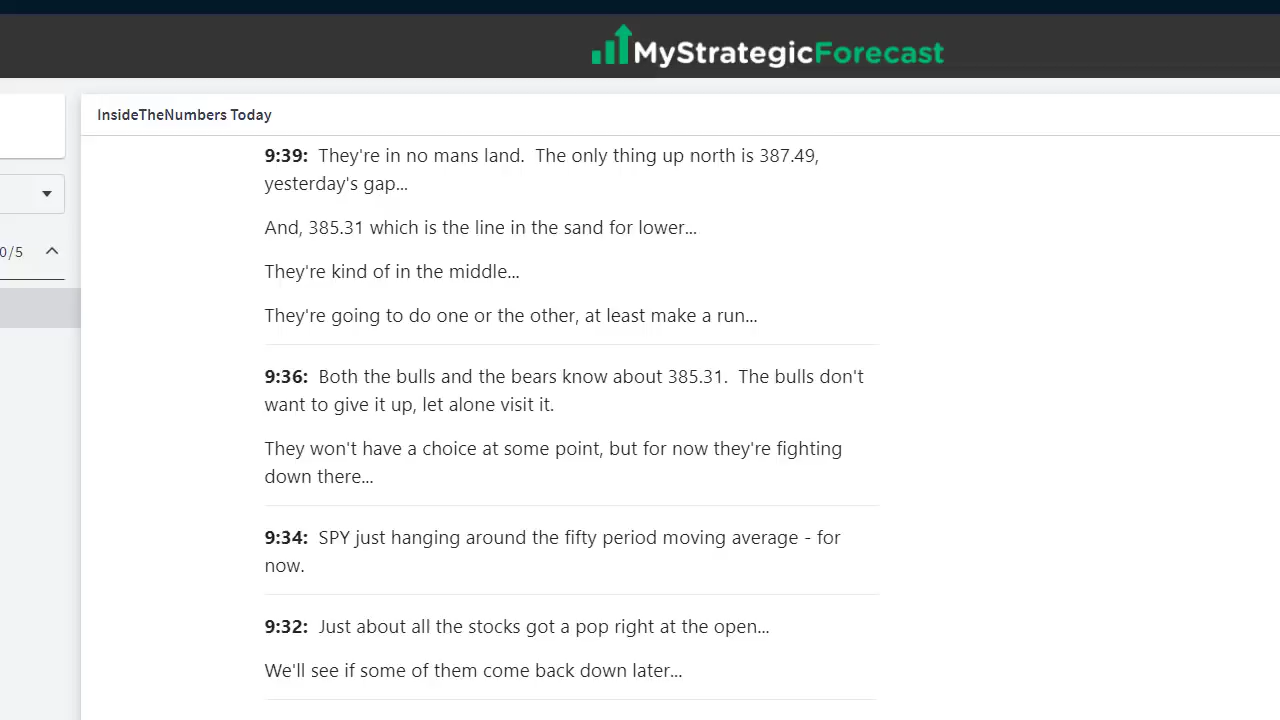 MyStrategicForecast
InsideTheNumbers Today
0/5
9:39: They're in no mans land. The only thing up north is 387.49,
yesterday's gap...
And, 385.31 which is the line in the sand for lower...
They're kind of in the middle...
They're going to do one or the other, at least make a run...
9:36: Both the bulls and the bears know about 385.31. The bulls don't
want to give it up, let alone visit it.
They won't have a choice at some point, but for now they're fighting
down there...
9:34: SPY just hanging around the fifty period moving average - for
now.
9:32: Just about all the stocks got a pop right at the open...
We'll see if some of them come back down later...